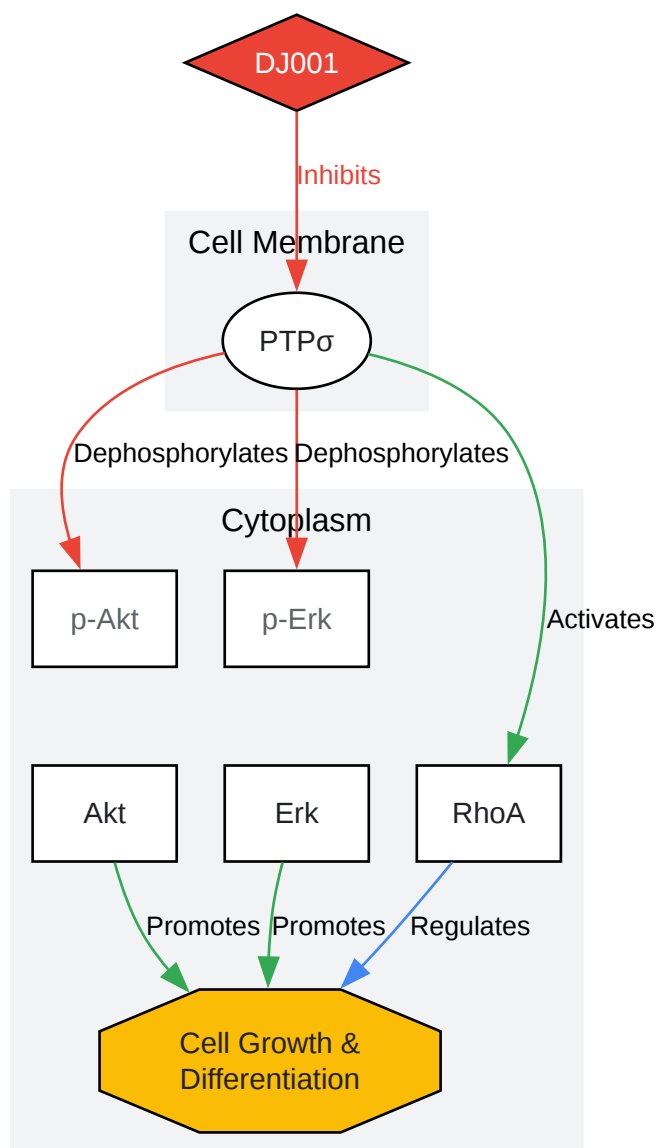 DJ001
Inhibits
Cell Membrane
PTPσ
Dephosphorylates
Dephosphorylates
Cytoplasm
p-Akt
p-Erk
Activates
Akt
Erk
RhoA
Promotes
Promotes
Regulates
Cell Growth &
Differentiation